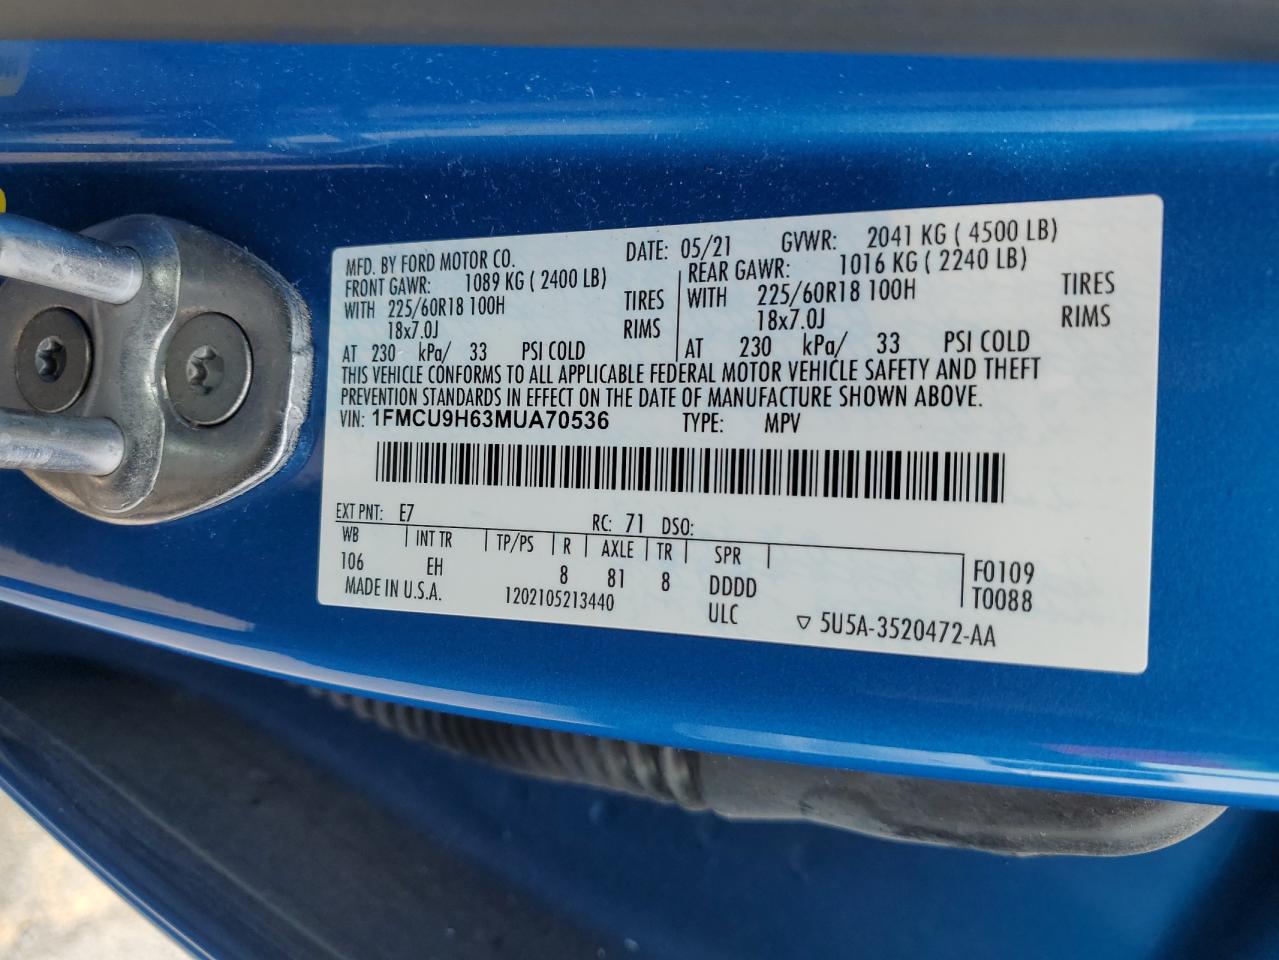 MFD. BY FORD MOTOR CO. DATE: 05/21 GVWR: 2041 KG ( 4500 LB)
FRONT GAWR: 1089 KG ( 2400 LB) REAR GAWR: 1016 KG ( 2240 LB)
WITH 225/60R18 100H TIRES WITH 225/60R18 100H TIRES
18x7.0J RIMS 18x7.0J RIMS
AT 230 kPa/ 33 PSI COLD AT 230 kPa/ 33 PSI COLD
THIS VEHICLE CONFORMS TO ALL APPLICABLE FEDERAL MOTOR VEHICLE SAFETY AND THEFT
PREVENTION STANDARDS IN EFFECT ON THE DATE OF MANUFACTURE SHOWN ABOVE.
VIN: 1FMCU9H63MUA70536 TYPE: MPV
EXT PNT: E7 RC: 71 DSO:
WB INT TR TP/PS R AXLE TR SPR
106 EH 8 81 8 DDDD F0109
MADE IN U.S.A. 1202105213440 ULC T0088
▽ 5U5A-3520472-AA